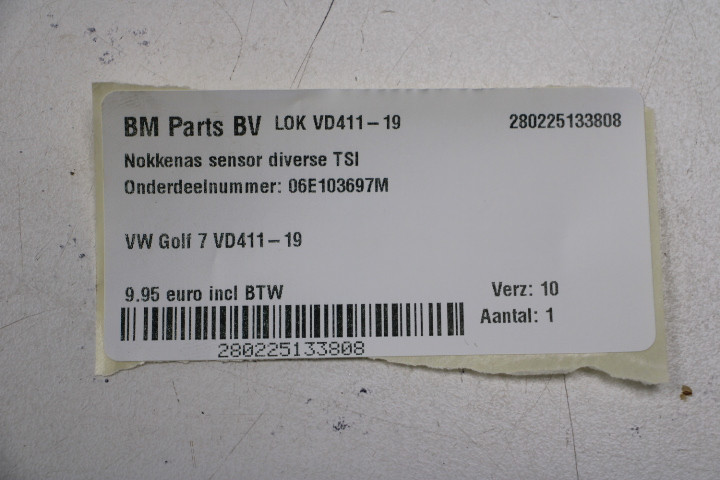 BM Parts BV LOK VD411-19 280225133808
Nokkenas sensor diverse TSI
Onderdeelnummer: 06E103697M
VW Golf 7 VD411-19
9.95 euro incl BTW Verz: 10
Aantal: 1
280225133808